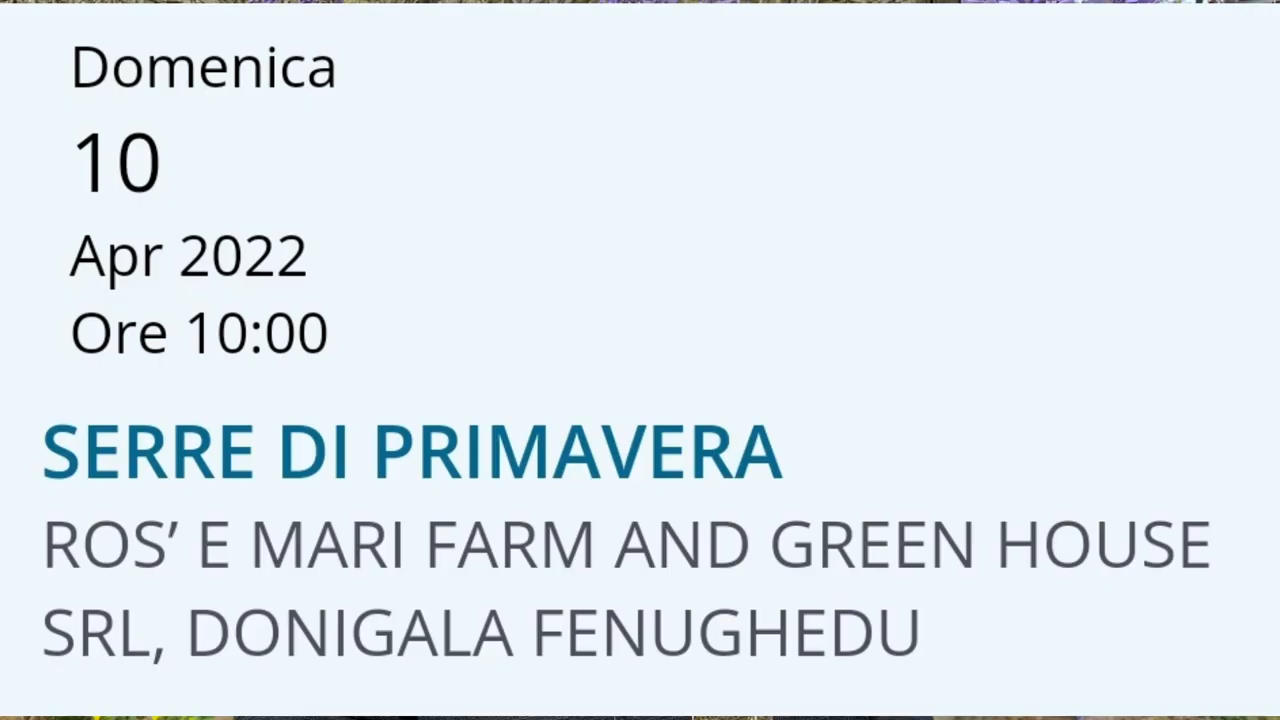 Domenica
10
Apr 2022
Ore 10:00
SERRE DI PRIMAVERA
ROS’ E MARI FARM AND GREEN HOUSE
SRL, DONIGALA FENUGHEDU